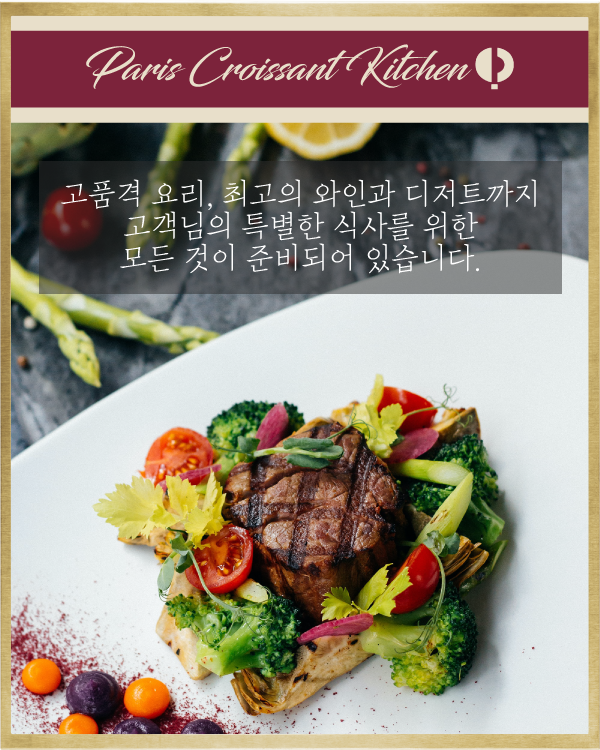 Paris Croissant Kitchen
고품격 요리, 최고의 와인과 디저트까지
고객님의 특별한 식사를 위한
모든 것이 준비되어 있습니다.